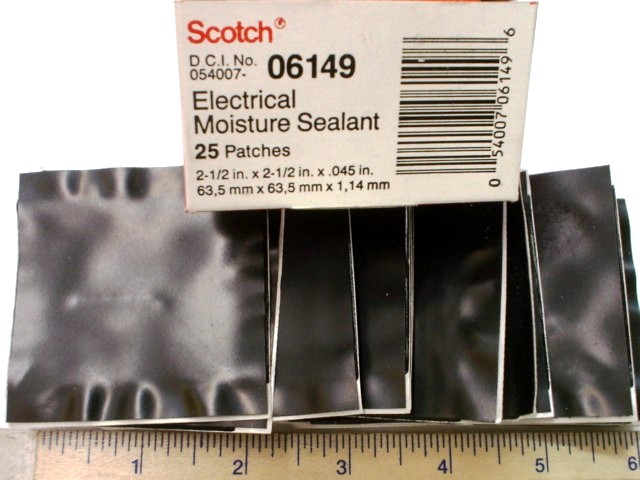 Scotch
D C.I. No.
054007- 06149
Electrical
Moisture Sealant
25 Patches
2-1/2 in. x 2-1/2 in. x .045 in.
63,5 mm x 63,5 mm x 1,14 mm
0 54007 06149 6
1 2 3 4 5 6